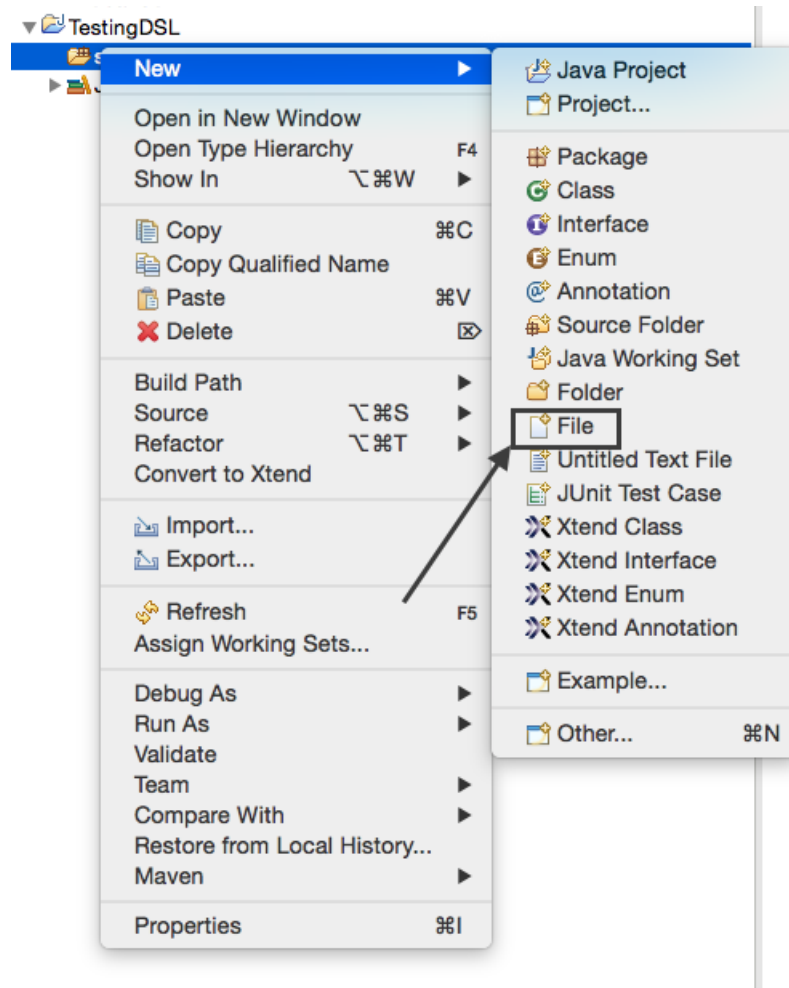 TestingDSL
New
Open in New Window
Open Type Hierarchy F4
Show In ⌥⌘W
Copy ⌘C
Copy Qualified Name
Paste ⌘V
Delete ⌦
Build Path
Source ⌥⌘S
Refactor ⌥⌘T
Convert to Xtend
Import...
Export...
Refresh F5
Assign Working Sets...
Debug As
Run As
Validate
Team
Compare With
Restore from Local History...
Maven
Properties ⌘I
Java Project
Project...
Package
Class
Interface
Enum
Annotation
Source Folder
Java Working Set
Folder
File
Untitled Text File
JUnit Test Case
Xtend Class
Xtend Interface
Xtend Enum
Xtend Annotation
Example...
Other... ⌘N